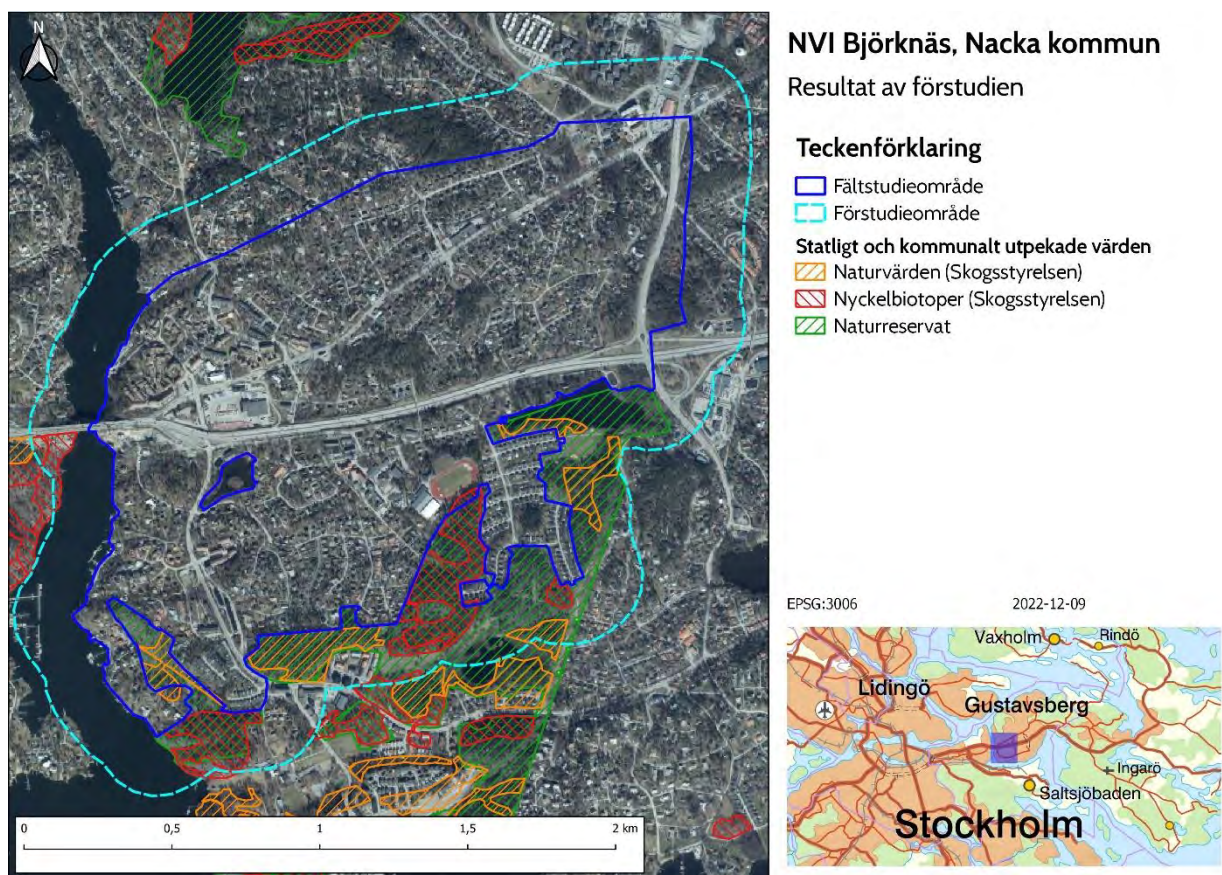 N
NVI Björknäs, Nacka kommun
Resultat av förstudien
Teckenförklaring
Fältstudieområde
Förstudieområde
Statligt och kommunalt utpekade värden
Naturvärden (Skogsstyrelsen)
Nyckelbiotoper (Skogsstyrelsen)
Naturreservat
EPSG:3006 2022-12-09
Vaxholm Rindö
Lidingö
Gustavsberg
Ingarö
Saltsjöbaden
Stockholm
0 0,5 1 1,5 2 km